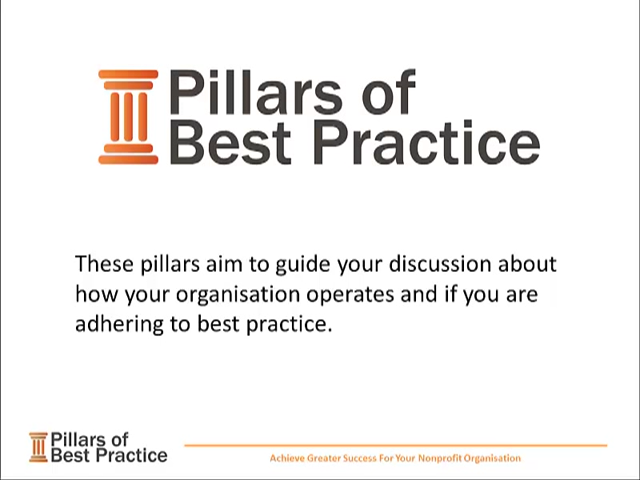 Pillars of
Best Practice
These pillars aim to guide your discussion about
how your organisation operates and if you are
adhering to best practice.
Pillars of
Best Practice
Achieve Greater Success For Your Nonprofit Organisation